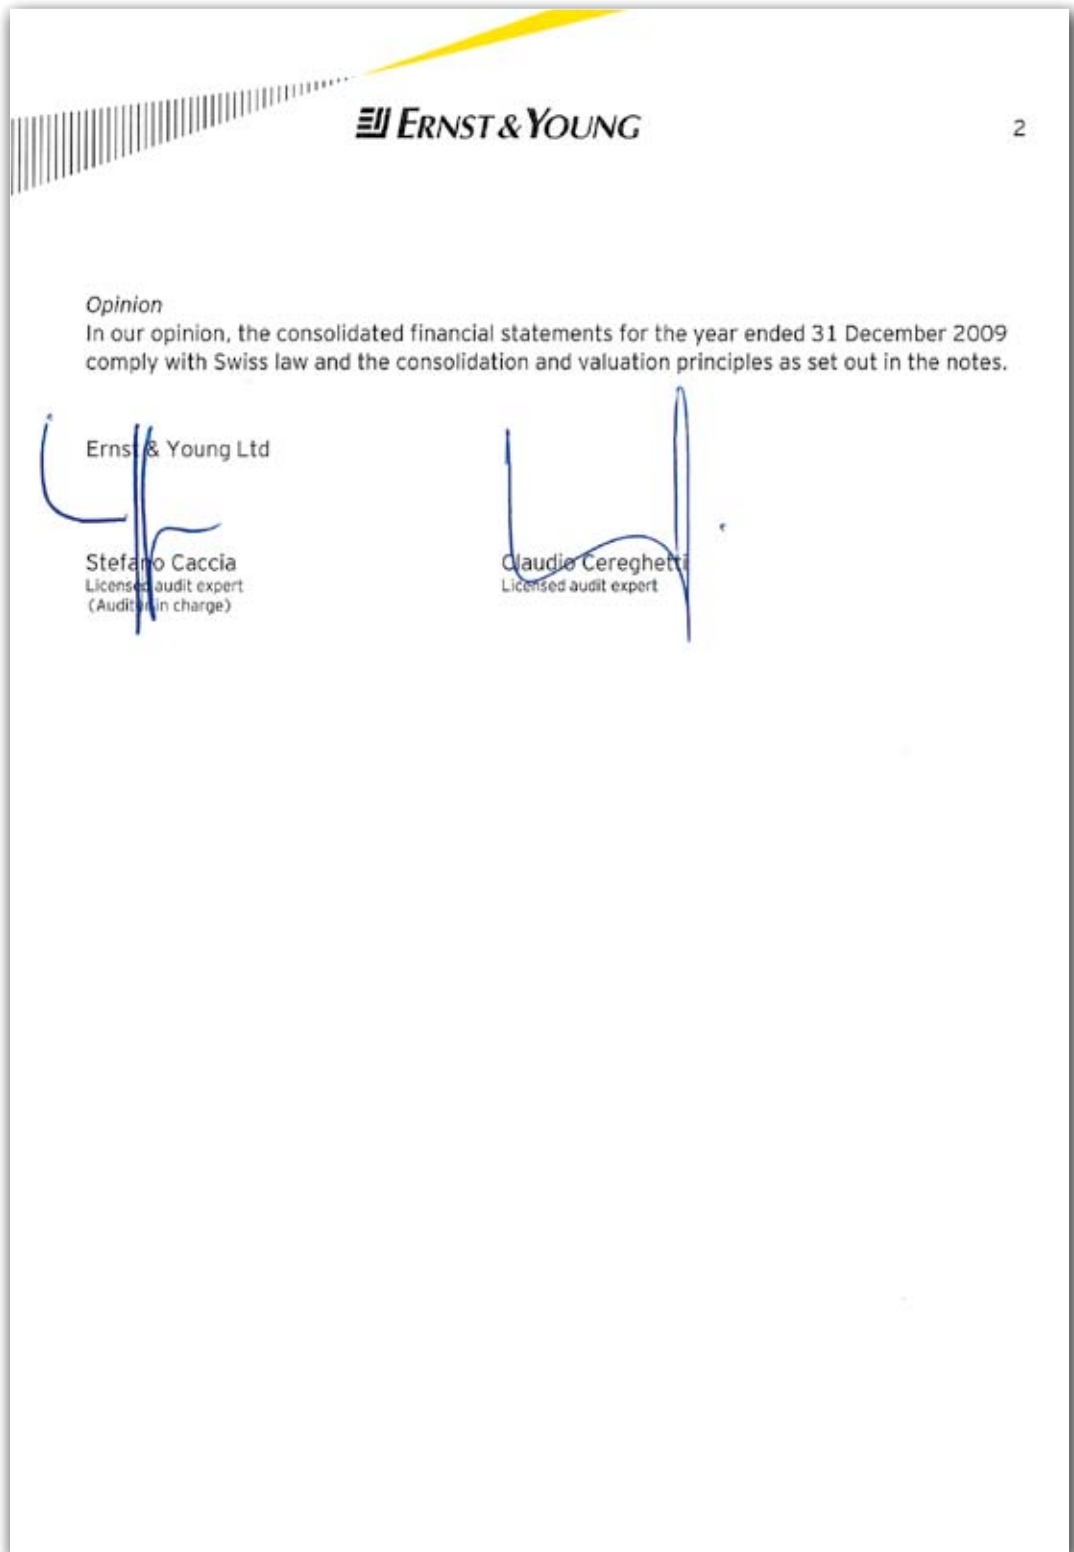 ERNST & YOUNG
2
Opinion
In our opinion, the consolidated financial statements for the year ended 31 December 2009
comply with Swiss law and the consolidation and valuation principles as set out in the notes.
Ernst & Young Ltd
Stefano Caccia
Licensed audit expert
(Auditor in charge)
Claudio Cereghetti
Licensed audit expert